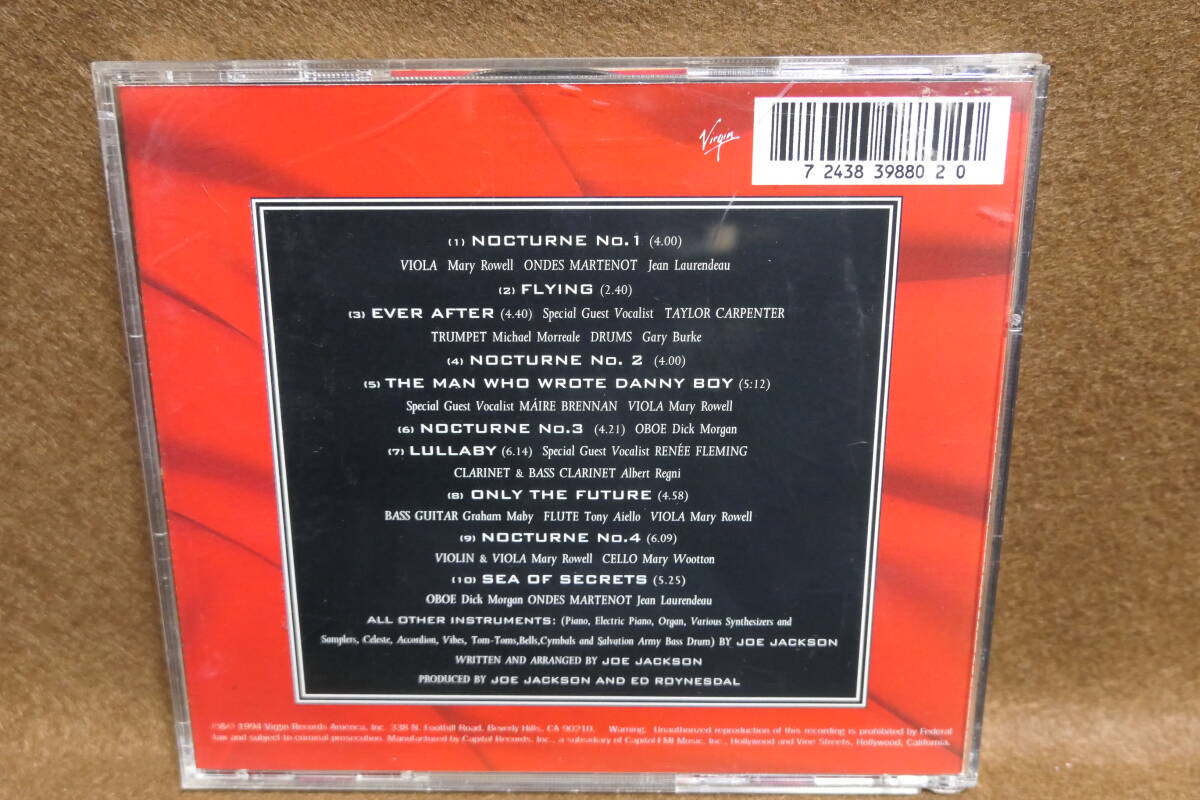 Virgin
7 24383 98802 0
(1) NOCTURNE No.1 (4.00)
VIOLA Mary Rowell ONDES MARTENOT Jean Laurendeau
(2) FLYING (2.40)
(3) EVER AFTER (4.40) Special Guest Vocalist TAYLOR CARPENTER
TRUMPET Michael Morreale DRUMS Gary Burke
(4) NOCTURNE No. 2 (4.00)
(5) THE MAN WHO WROTE DANNY BOY (5:12)
Special Guest Vocalist MÁIRE BRENNAN VIOLA Mary Rowell
(6) NOCTURNE No.3 (4.21) OBOE Dick Morgan
(7) LULLABY (6.14) Special Guest Vocalist RENÉE FLEMING
CLARINET & BASS CLARINET Albert Regni
(8) ONLY THE FUTURE (4.58)
BASS GUITAR Graham Maby FLUTE Tony Aiello VIOLA Mary Rowell
(9) NOCTURNE No.4 (6.09)
VIOLIN & VIOLA Mary Rowell CELLO Mary Wootton
(10) SEA OF SECRETS (5.25)
OBOE Dick Morgan ONDES MARTENOT Jean Laurendeau
ALL OTHER INSTRUMENTS: (Piano, Electric Piano, Organ, Various Synthesizers and
Samplers, Celeste, Accordion, Vibes, Tom-Toms,Bells,Cymbals and Salvation Army Bass Drum) BY JOE JACKSON
WRITTEN AND ARRANGED BY JOE JACKSON
PRODUCED BY JOE JACKSON AND ED ROYNESDAL
℗&© 1994 Virgin Records America, Inc. 338 N. Foothill Road, Beverly Hills, CA 90210. Warning: Unauthorized reproduction of this recording is prohibited by Federal
law and subject to criminal prosecution. Manufactured by Capitol Records, Inc., a subsidiary of Capitol-EMI Music, Inc., Hollywood and Vine Streets, Hollywood, California.